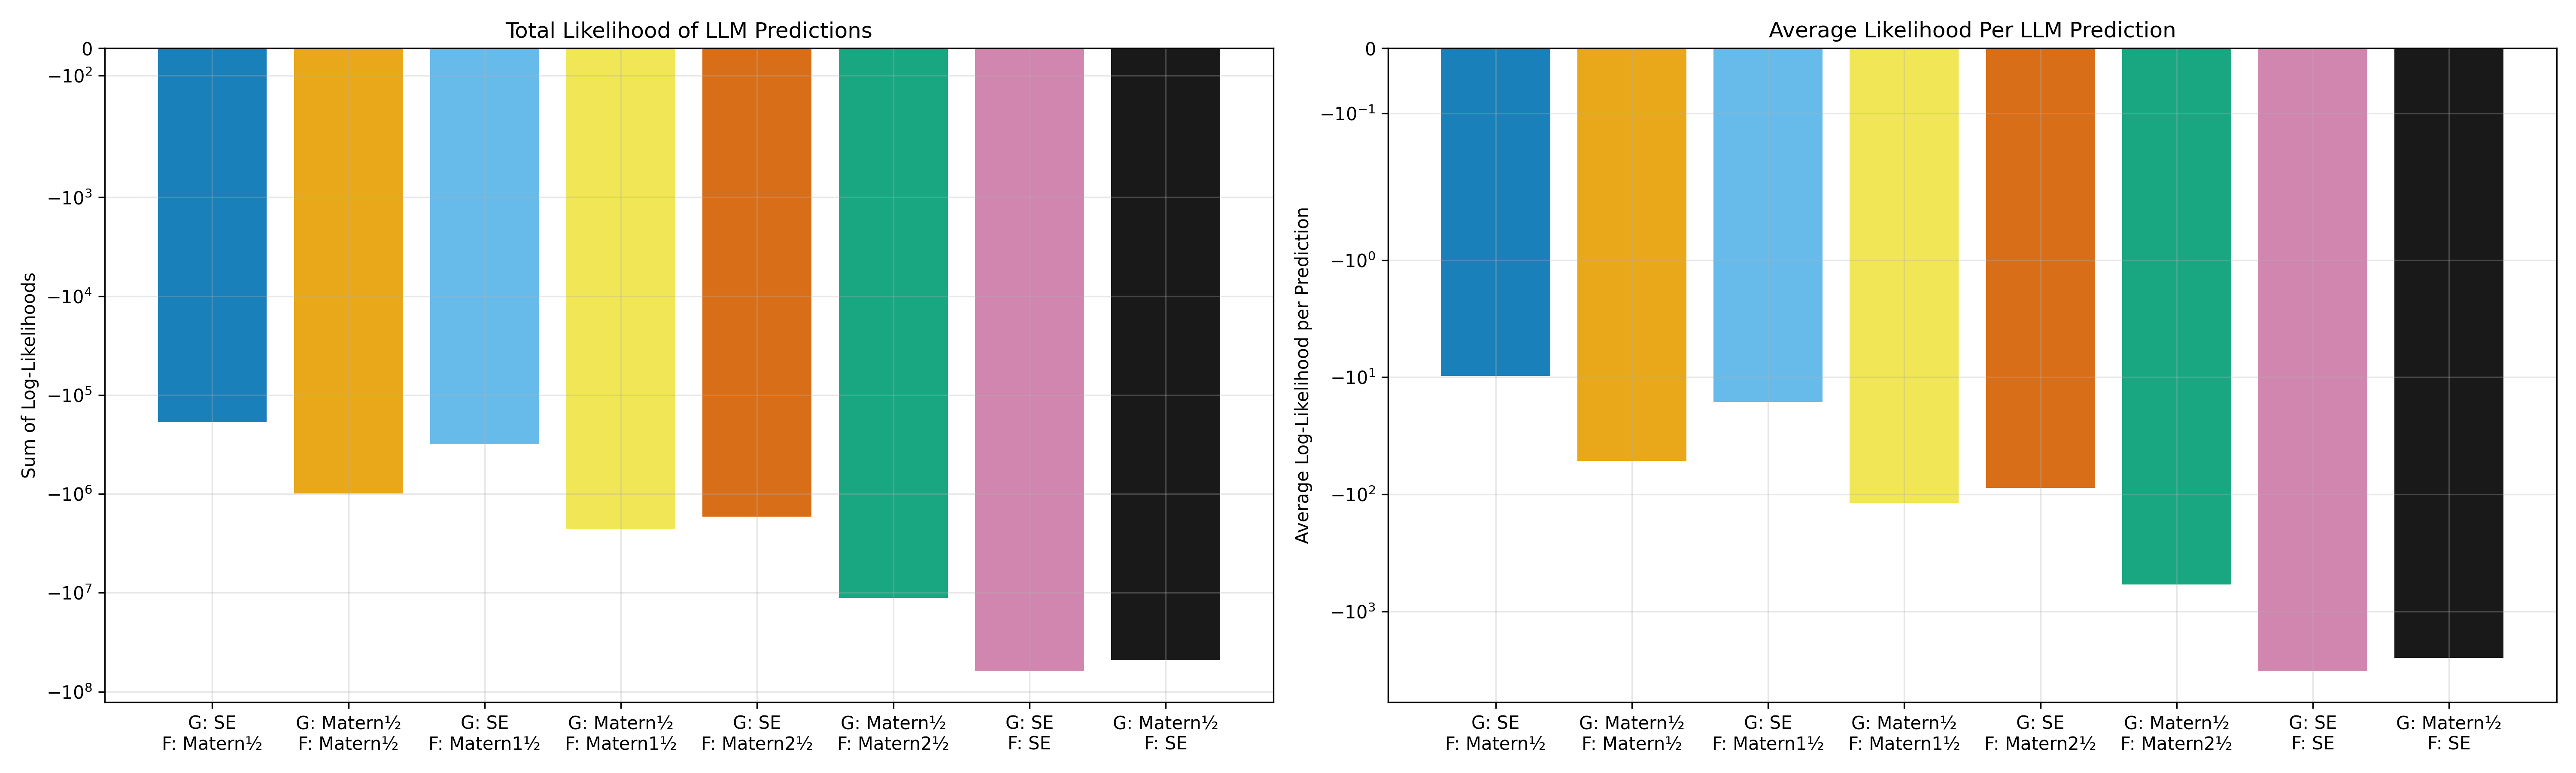 Total Likelihood of LLM Predictions
Sum of Log-Likelihoods
0
−10²
−10³
−10⁴
−10⁵
−10⁶
−10⁷
−10⁸
G: SE
F: Matern½
G: Matern½
F: Matern½
G: SE
F: Matern1½
G: Matern½
F: Matern1½
G: SE
F: Matern2½
G: Matern½
F: Matern2½
G: SE
F: SE
G: Matern½
F: SE
Average Likelihood Per LLM Prediction
Average Log-Likelihood per Prediction
0
−10⁻¹
−10⁰
−10¹
−10²
−10³
G: SE
F: Matern½
G: Matern½
F: Matern½
G: SE
F: Matern1½
G: Matern½
F: Matern1½
G: SE
F: Matern2½
G: Matern½
F: Matern2½
G: SE
F: SE
G: Matern½
F: SE